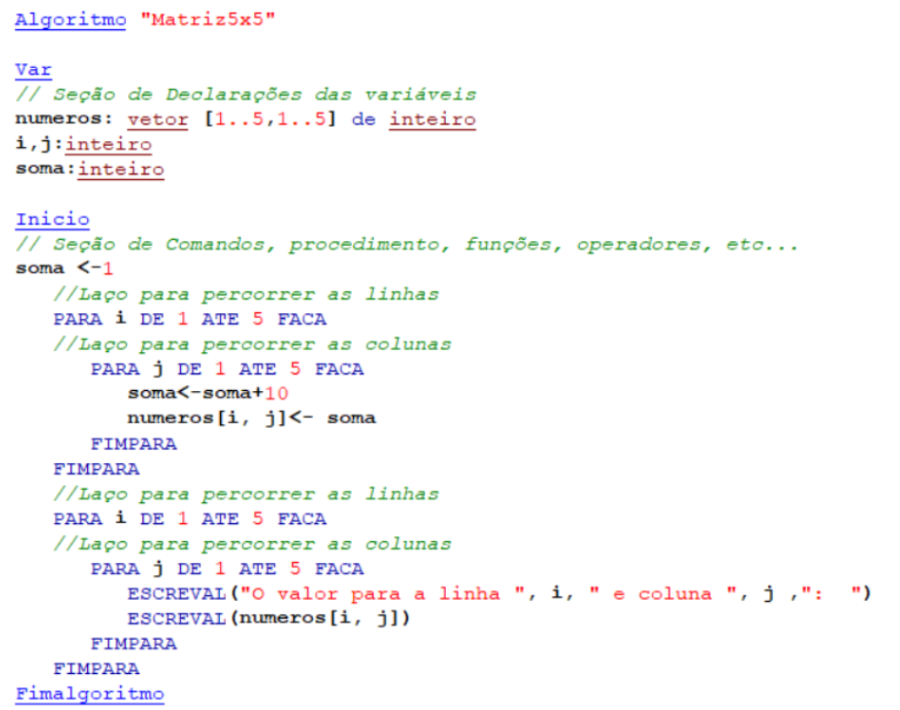 Algoritmo "Matriz5x5"
Var
// Seção de Declarações das variáveis
numeros: vetor [1..5,1..5] de inteiro
i,j:inteiro
soma:inteiro
Inicio
// Seção de Comandos, procedimento, funções, operadores, etc...
soma <-1
//Laço para percorrer as linhas
PARA i DE 1 ATE 5 FACA
//Laço para percorrer as colunas
PARA j DE 1 ATE 5 FACA
soma<-soma+10
numeros[i, j]<- soma
FIMPARA
FIMPARA
//Laço para percorrer as linhas
PARA i DE 1 ATE 5 FACA
//Laço para percorrer as colunas
PARA j DE 1 ATE 5 FACA
ESCREVAL("O valor para a linha ", i, " e coluna ", j ,":  ")
ESCREVAL(numeros[i, j])
FIMPARA
FIMPARA
Fimalgoritmo